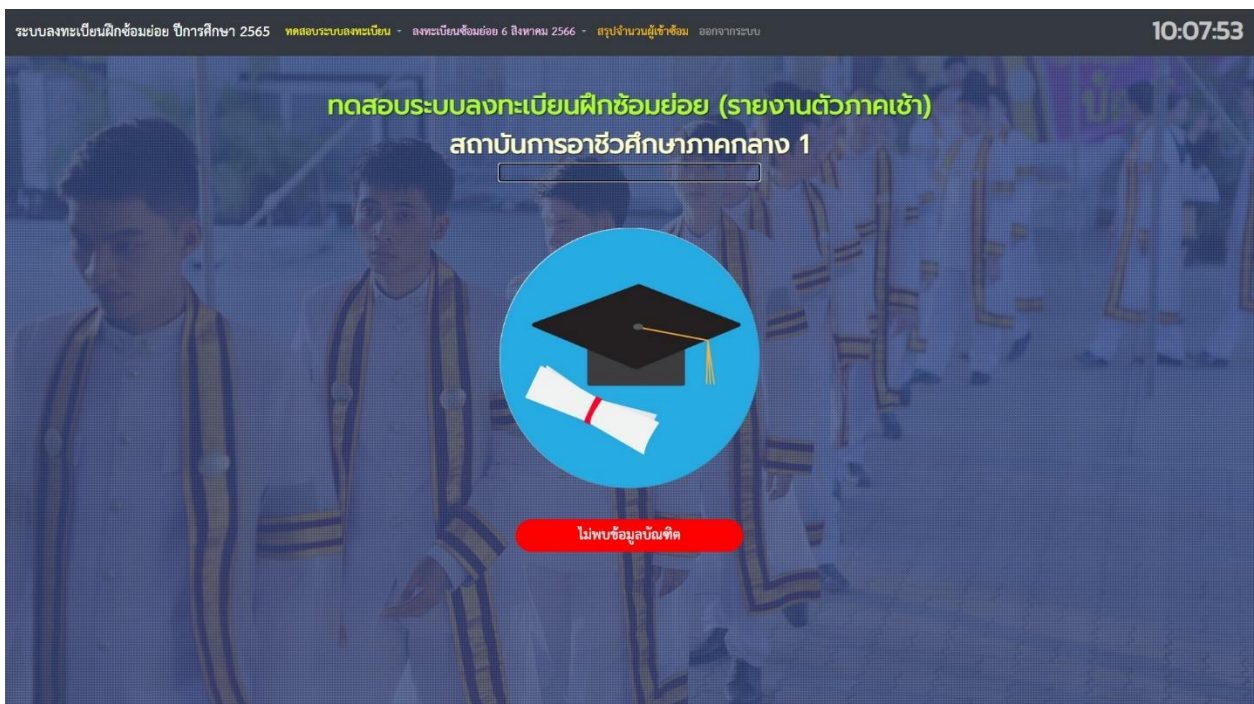 ระบบลงทะเบียนฝึกซ้อมย่อย ปีการศึกษา 2565 ทดสอบระบบลงทะเบียน - ลงทะเบียนซ้อมย่อย 6 สิงหาคม 2566 - สรุปจำนวนผู้เข้าซ้อม ออกจากระบบ 10:07:53
ทดสอบระบบลงทะเบียนฝึกซ้อมย่อย (รายงานตัวภาคเช้า)
สถาบันการอาชีวศึกษาภาคกลาง 1
ไม่พบข้อมูลบัณฑิต